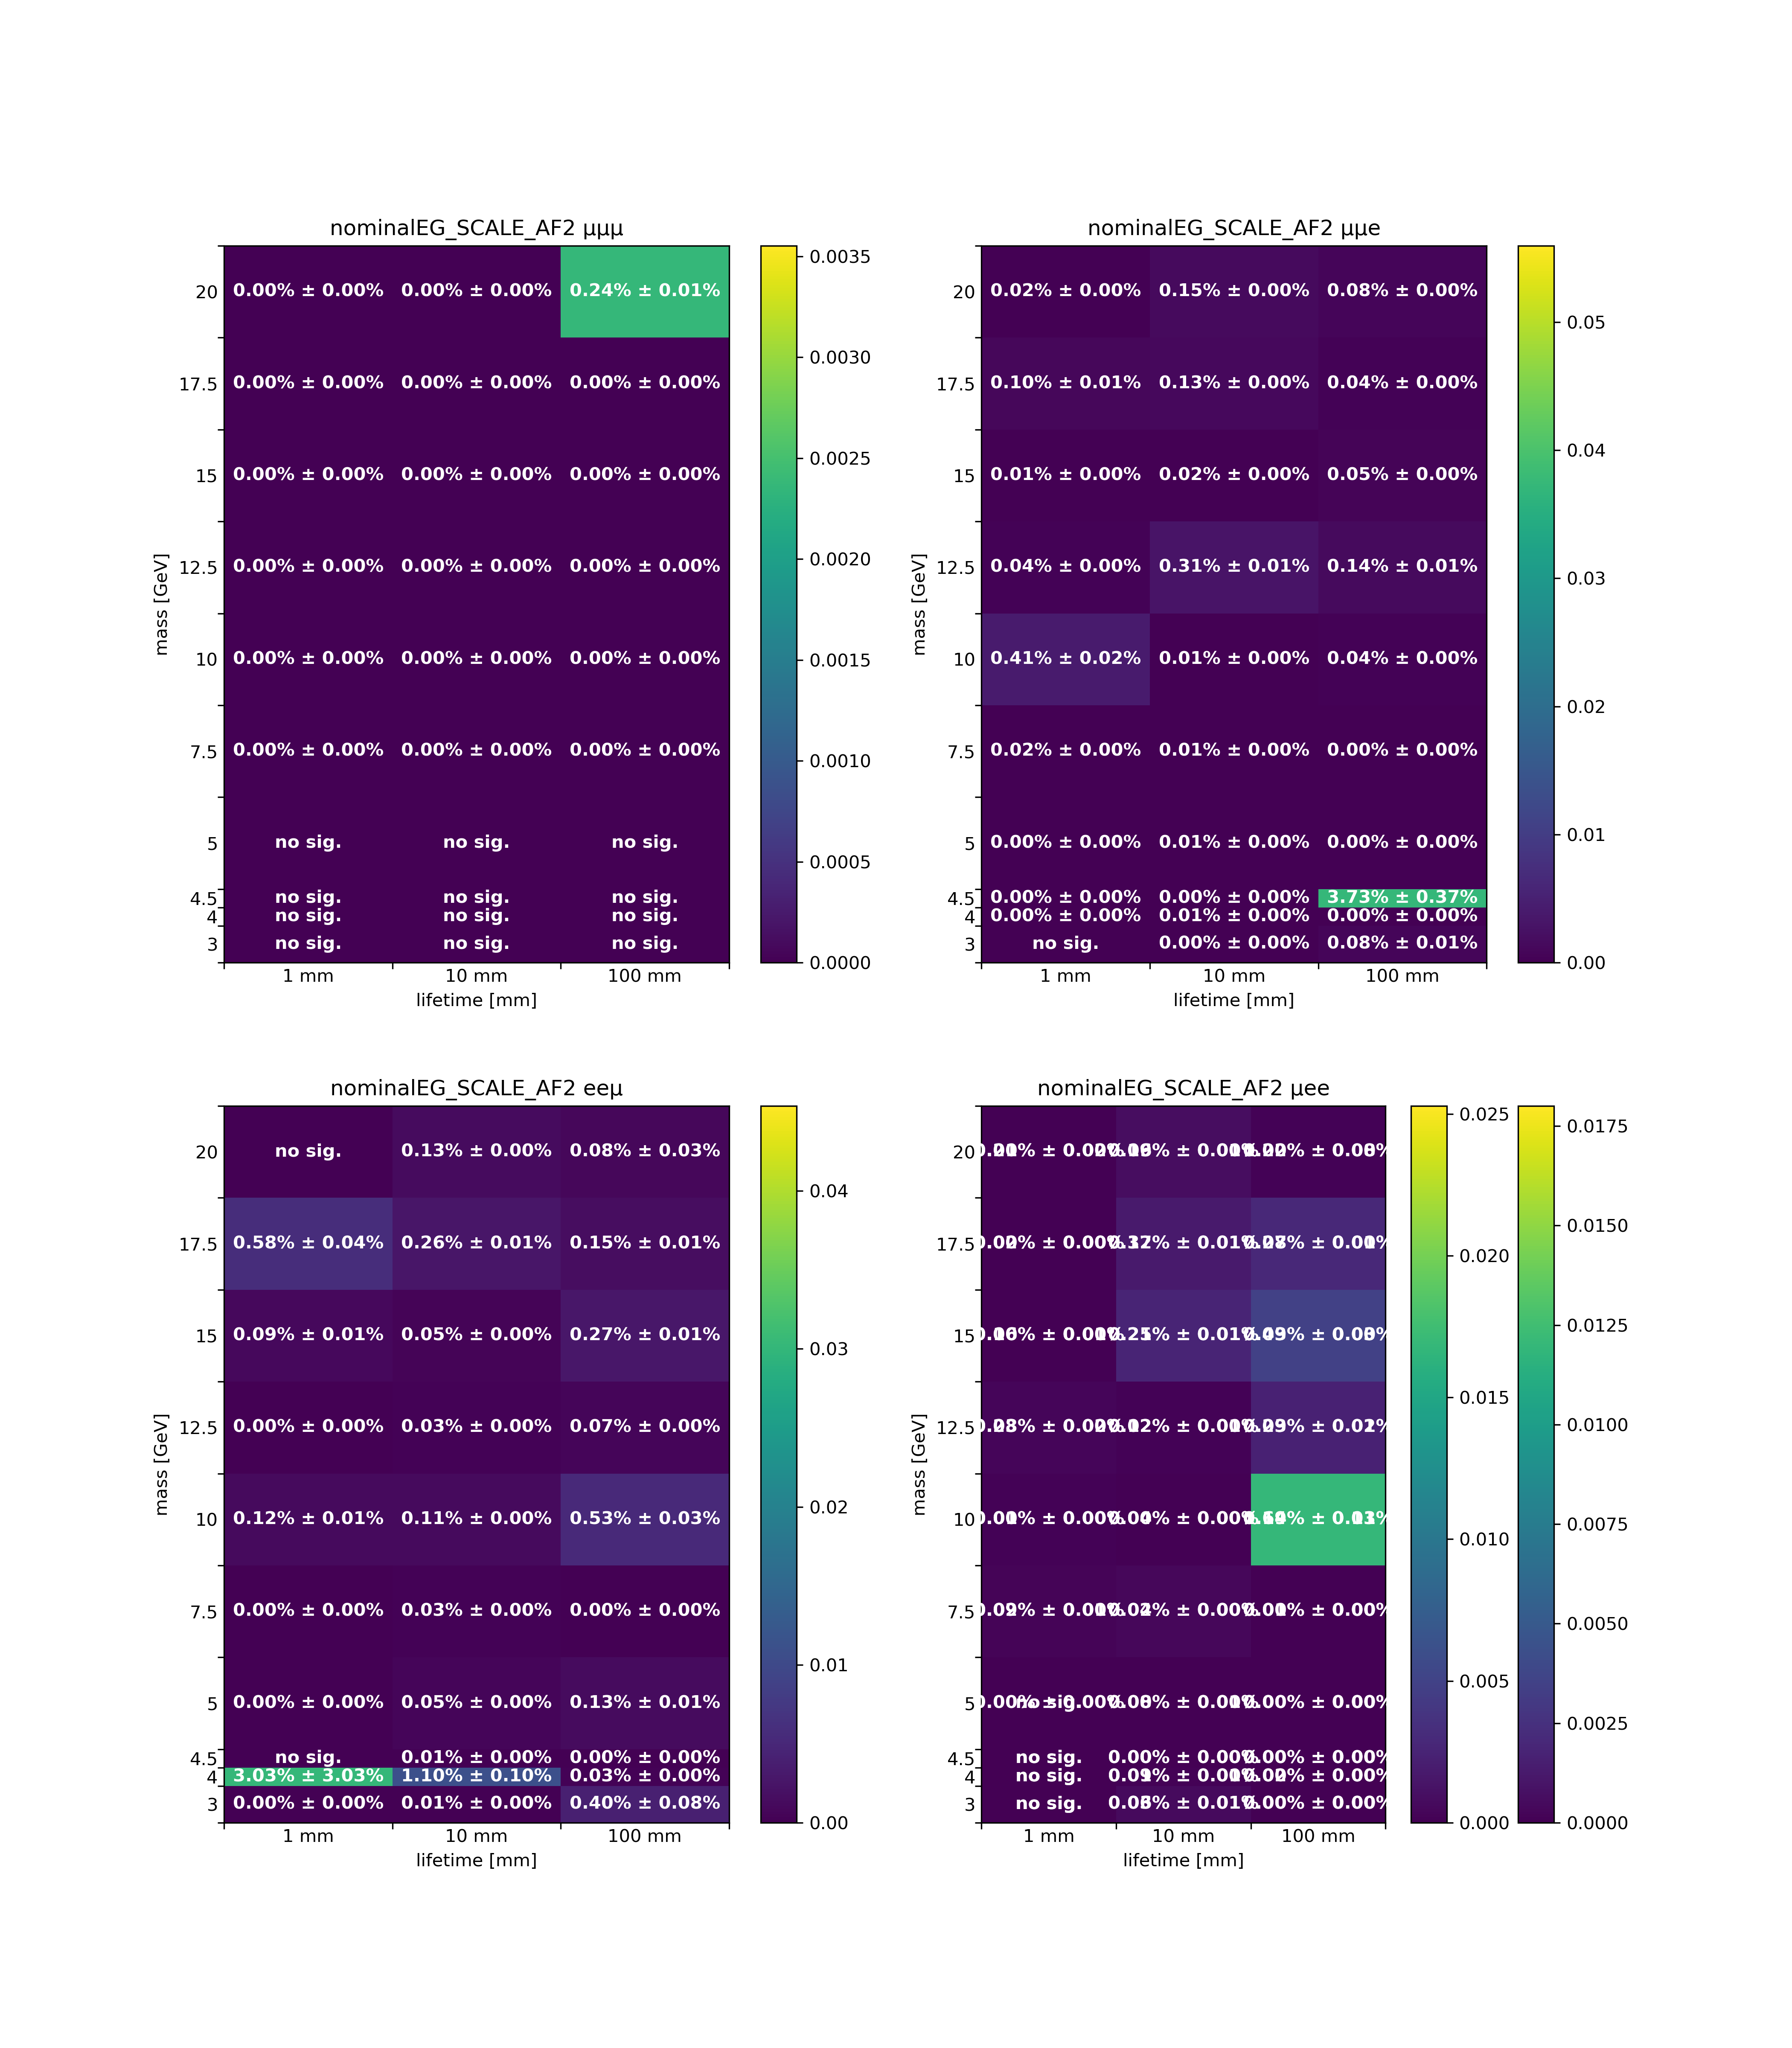 nominalEG_SCALE_AF2 μμμ
20 0.00% ± 0.00% 0.00% ± 0.00% 0.24% ± 0.01%
17.5 0.00% ± 0.00% 0.00% ± 0.00% 0.00% ± 0.00%
15 0.00% ± 0.00% 0.00% ± 0.00% 0.00% ± 0.00%
12.5 0.00% ± 0.00% 0.00% ± 0.00% 0.00% ± 0.00%
10 0.00% ± 0.00% 0.00% ± 0.00% 0.00% ± 0.00%
7.5 0.00% ± 0.00% 0.00% ± 0.00% 0.00% ± 0.00%
5 no sig. no sig. no sig.
4.5 no sig. no sig. no sig.
4 no sig. no sig. no sig.
3 no sig. no sig. no sig.
1 mm 10 mm 100 mm
lifetime [mm]
mass [GeV]
0.0035
0.0030
0.0025
0.0020
0.0015
0.0010
0.0005
0.0000
nominalEG_SCALE_AF2 μμe
20 0.02% ± 0.00% 0.15% ± 0.00% 0.08% ± 0.00%
17.5 0.10% ± 0.01% 0.13% ± 0.00% 0.04% ± 0.00%
15 0.01% ± 0.00% 0.02% ± 0.00% 0.05% ± 0.00%
12.5 0.04% ± 0.00% 0.31% ± 0.01% 0.14% ± 0.01%
10 0.41% ± 0.02% 0.01% ± 0.00% 0.04% ± 0.00%
7.5 0.02% ± 0.00% 0.01% ± 0.00% 0.00% ± 0.00%
5 0.00% ± 0.00% 0.01% ± 0.00% 0.00% ± 0.00%
4.5 0.00% ± 0.00% 0.00% ± 0.00% 3.73% ± 0.37%
4 0.00% ± 0.00% 0.01% ± 0.00% 0.00% ± 0.00%
3 no sig. 0.00% ± 0.00% 0.08% ± 0.01%
1 mm 10 mm 100 mm
lifetime [mm]
mass [GeV]
0.05
0.04
0.03
0.02
0.01
0.00
nominalEG_SCALE_AF2 eeμ
20 no sig. 0.13% ± 0.00% 0.08% ± 0.03%
17.5 0.58% ± 0.04% 0.26% ± 0.01% 0.15% ± 0.01%
15 0.09% ± 0.01% 0.05% ± 0.00% 0.27% ± 0.01%
12.5 0.00% ± 0.00% 0.03% ± 0.00% 0.07% ± 0.00%
10 0.12% ± 0.01% 0.11% ± 0.00% 0.53% ± 0.03%
7.5 0.00% ± 0.00% 0.03% ± 0.00% 0.00% ± 0.00%
5 0.00% ± 0.00% 0.05% ± 0.00% 0.13% ± 0.01%
4.5 no sig. 0.01% ± 0.00% 0.00% ± 0.00%
4 3.03% ± 3.03% 1.10% ± 0.10% 0.03% ± 0.00%
3 0.00% ± 0.00% 0.01% ± 0.00% 0.40% ± 0.08%
1 mm 10 mm 100 mm
lifetime [mm]
mass [GeV]
0.04
0.03
0.02
0.01
0.00
nominalEG_SCALE_AF2 μee
20
17.5
15
12.5
10
7.5
5
4.5 no sig.
4 no sig.
3 no sig.
1 mm 10 mm 100 mm
lifetime [mm]
mass [GeV]
0.025
0.020
0.015
0.010
0.005
0.000
0.0175
0.0150
0.0125
0.0100
0.0075
0.0050
0.0025
0.0000